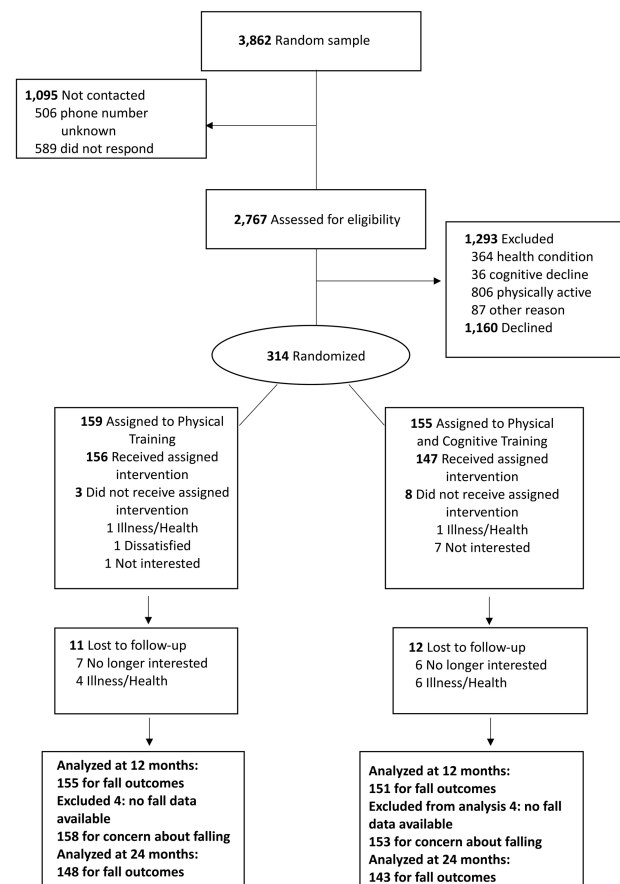 3,862 Random sample
1,095 Not contacted
506 phone number
unknown
589 did not respond
2,767 Assessed for eligibility
1,293 Excluded
364 health condition
36 cognitive decline
806 physically active
87 other reason
1,160 Declined
314 Randomized
159 Assigned to Physical
Training
156 Received assigned
intervention
3 Did not receive assigned
intervention
1 Illness/Health
1 Dissatisfied
1 Not interested
155 Assigned to Physical
and Cognitive Training
147 Received assigned
intervention
8 Did not receive assigned
intervention
1 Illness/Health
7 Not interested
11 Lost to follow-up
7 No longer interested
4 Illness/Health
12 Lost to follow-up
6 No longer interested
6 Illness/Health
Analyzed at 12 months:
155 for fall outcomes
Excluded 4: no fall data
available
158 for concern about falling
Analyzed at 24 months:
148 for fall outcomes
Analyzed at 12 months:
151 for fall outcomes
Excluded from analysis 4: no fall
data available
153 for concern about falling
Analyzed at 24 months:
143 for fall outcomes